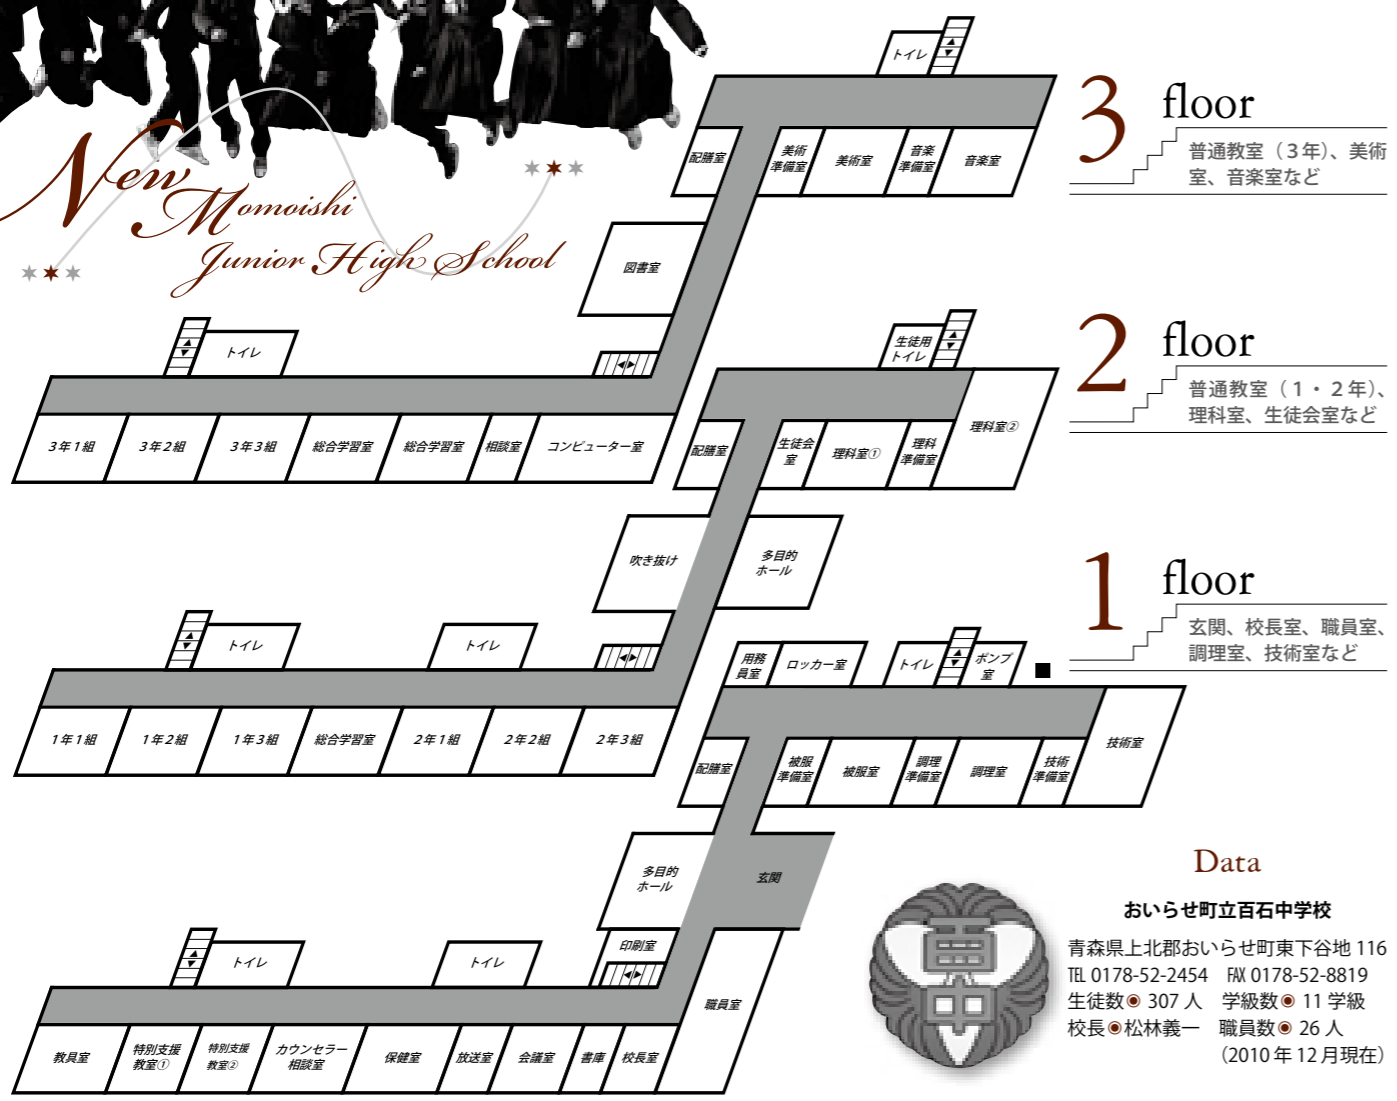 New
Momoishi
Junior High School
3 floor
普通教室（３年）、美術
室、音楽室など
トイレ
配膳室
美術
準備室
美術室
音楽
準備室
音楽室
図書室
トイレ
3年1組
3年2組
3年3組
総合学習室
総合学習室
相談室
コンピューター室
2 floor
普通教室（１・２年）、
理科室、生徒会室など
生徒用
トイレ
配膳室
生徒会
室
理科室①
理科
準備室
理科室②
吹き抜け
多目的
ホール
トイレ
トイレ
1年1組
1年2組
1年3組
総合学習室
2年1組
2年2組
2年3組
1 floor
玄関、校長室、職員室、
調理室、技術室など
用務
員室
ロッカー室
トイレ
ポンプ
室
配膳室
被服
準備室
被服室
調理
準備室
調理室
技術
準備室
技術室
多目的
ホール
玄関
印刷室
トイレ
トイレ
職員室
教具室
特別支援
教室①
特別支援
教室②
カウンセラー
相談室
保健室
放送室
会議室
書庫
校長室
Data
おいらせ町立百石中学校
青森県上北郡おいらせ町東下谷地 116
℡ 0178-52-2454　FAX 0178-52-8819
生徒数◉ 307 人　学級数◉ 11 学級
校長◉松林義一　職員数◉ 26 人
（2010 年 12 月現在）
百
中